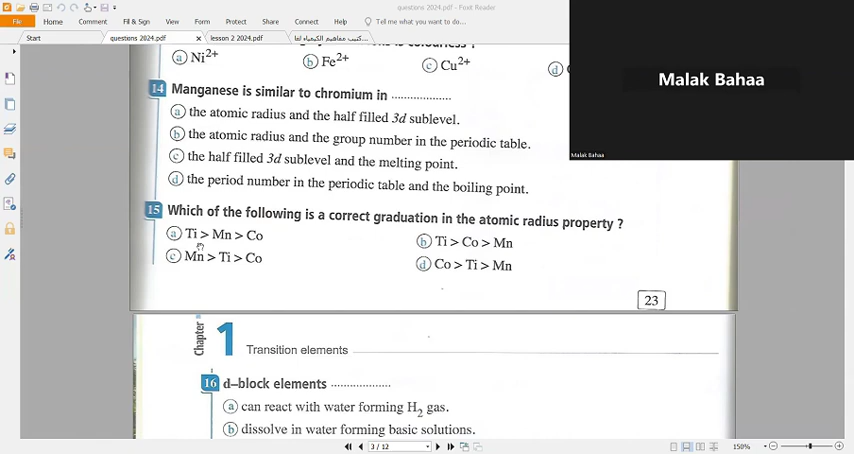 questions 2024.pdf - Foxit Reader
File Home Comment Fill & Sign View Form Protect Share Connect Help Tell me what you want to do...
Start questions 2024.pdf lesson 2 2024.pdf كتيب مفاهيم الكيمياء لغا...
a Ni2+
b Fe2+
c Cu2+
d
14 Manganese is similar to chromium in ....................
a the atomic radius and the half filled 3d sublevel.
b the atomic radius and the group number in the periodic table.
c the half filled 3d sublevel and the melting point.
d the period number in the periodic table and the boiling point.
15 Which of the following is a correct graduation in the atomic radius property ?
a Ti > Mn > Co
b Ti > Co > Mn
c Mn > Ti > Co
d Co > Ti > Mn
23
Chapter 1 Transition elements
16 d–block elements ....................
a can react with water forming H2 gas.
b dissolve in water forming basic solutions.
3 / 12
150%
Malak Bahaa
Malak Bahaa